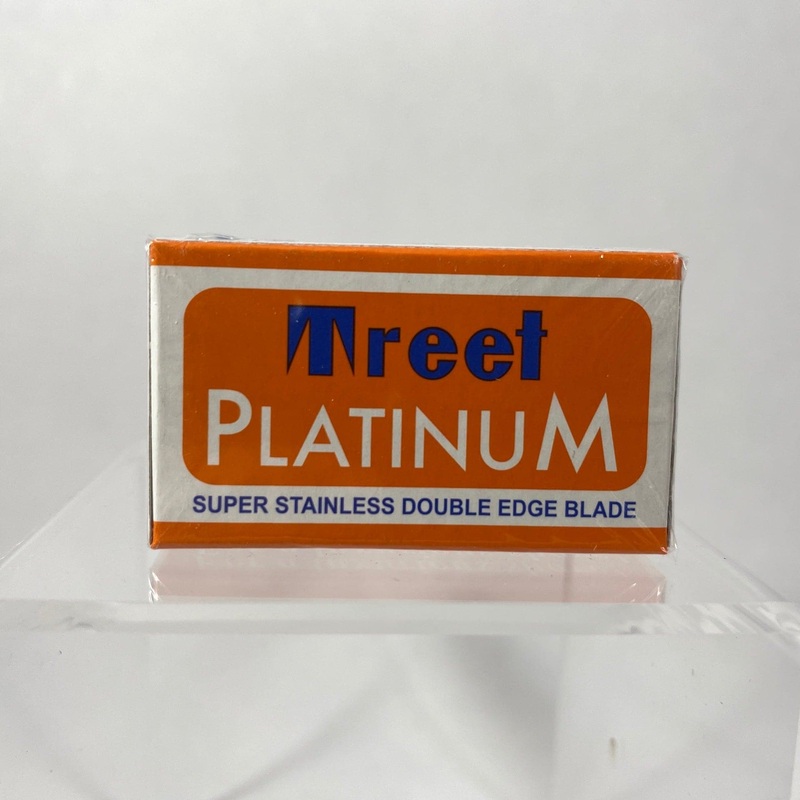 Treet
PLATINUM
SUPER STAINLESS DOUBLE EDGE BLADE